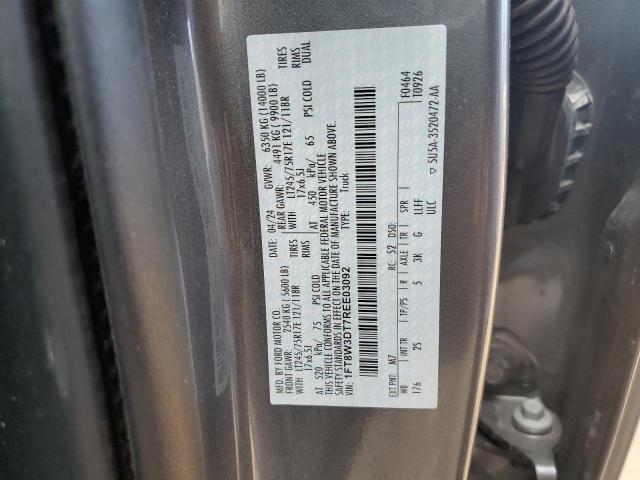 MFD. BY FORD MOTOR CO.
DATE: 04/24 GVWR: 6350 KG (14000 LB)
FRONT GAWR: 2540 KG (5600 LB) REAR GAWR: 4491 KG (9900 LB)
WITH LT245/75R17E 121/118R TIRES WITH LT245/75R17E 121/118R TIRES
17x6.5J RIMS 17x6.5J RIMS
AT 520 kPa/ 75 PSI COLD AT 450 kPa/ 65 PSI COLD DUAL
THIS VEHICLE CONFORMS TO ALL APPLICABLE FEDERAL MOTOR VEHICLE
SAFETY STANDARDS IN EFFECT ON THE DATE OF MANUFACTURE SHOWN ABOVE.
VIN: 1FT8W3DT7REE03092 TYPE: Truck
F0464
T0926
EXT PNT: M7 RC: 52 DSO:
WB INT TR TP/PS R AXLE TR SPR
176 25 5 3K G LLFF
ULC
▽ 5U5A-3520472-AA